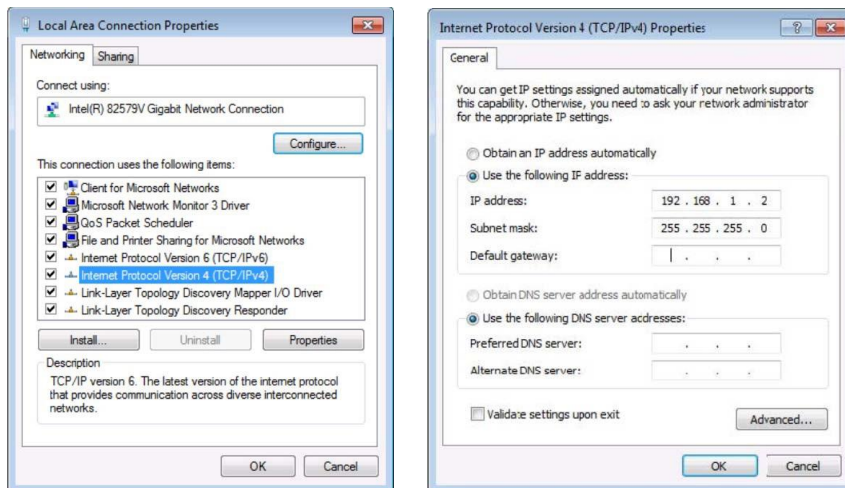 Local Area Connection Properties
Networking
Sharing
Connect using:
Intel(R) 82579V Gigabit Network Connection
Configure...
This connection uses the following items:
Client for Microsoft Networks
Microsoft Network Monitor 3 Driver
QoS Packet Scheduler
File and Printer Sharing for Microsoft Networks
Internet Protocol Version 6 (TCP/IPv6)
Internet Protocol Version 4 (TCP/IPv4)
Link-Layer Topology Discovery Mapper I/O Driver
Link-Layer Topology Discovery Responder
Install...
Uninstall
Properties
Description
TCP/IP version 6. The latest version of the internet protocol
that provides communication across diverse interconnected
networks.
OK
Cancel
Internet Protocol Version 4 (TCP/IPv4) Properties
General
You can get IP settings assigned automatically if your network supports
this capability. Otherwise, you need to ask your network administrator
for the appropriate IP settings.
Obtain an IP address automatically
Use the following IP address:
IP address: 192 . 168 . 1 . 2
Subnet mask: 255 . 255 . 255 . 0
Default gateway: . . .
Obtain DNS server address automatically
Use the following DNS server addresses:
Preferred DNS server: . . .
Alternate DNS server: . . .
Validate settings upon exit
Advanced...
OK
Cancel